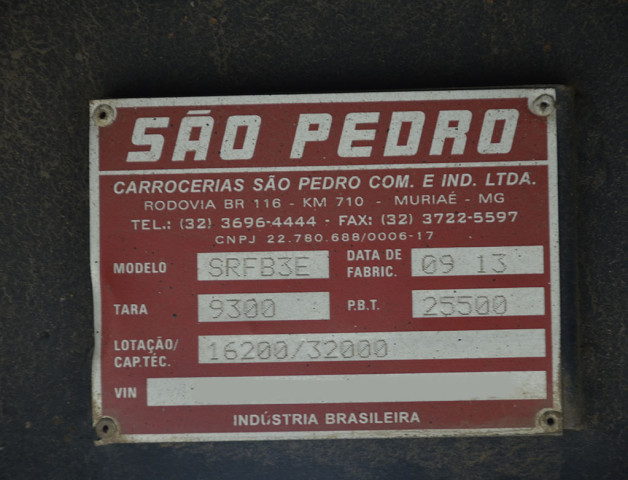 SÃO PEDRO
CARROCERIAS SÃO PEDRO COM. E IND. LTDA.
RODOVIA BR 116 - KM 710 - MURIAÉ - MG
TEL.: (32) 3696-4444 - FAX: (32) 3722-5597
CNPJ 22.780.688/0006-17
MODELO SRFB3E DATA DE FABRIC. 09 13
TARA 9300 P.B.T. 25500
LOTAÇÃO/ CAP.TÉC. 16200/32000
VIN
INDÚSTRIA BRASILEIRA